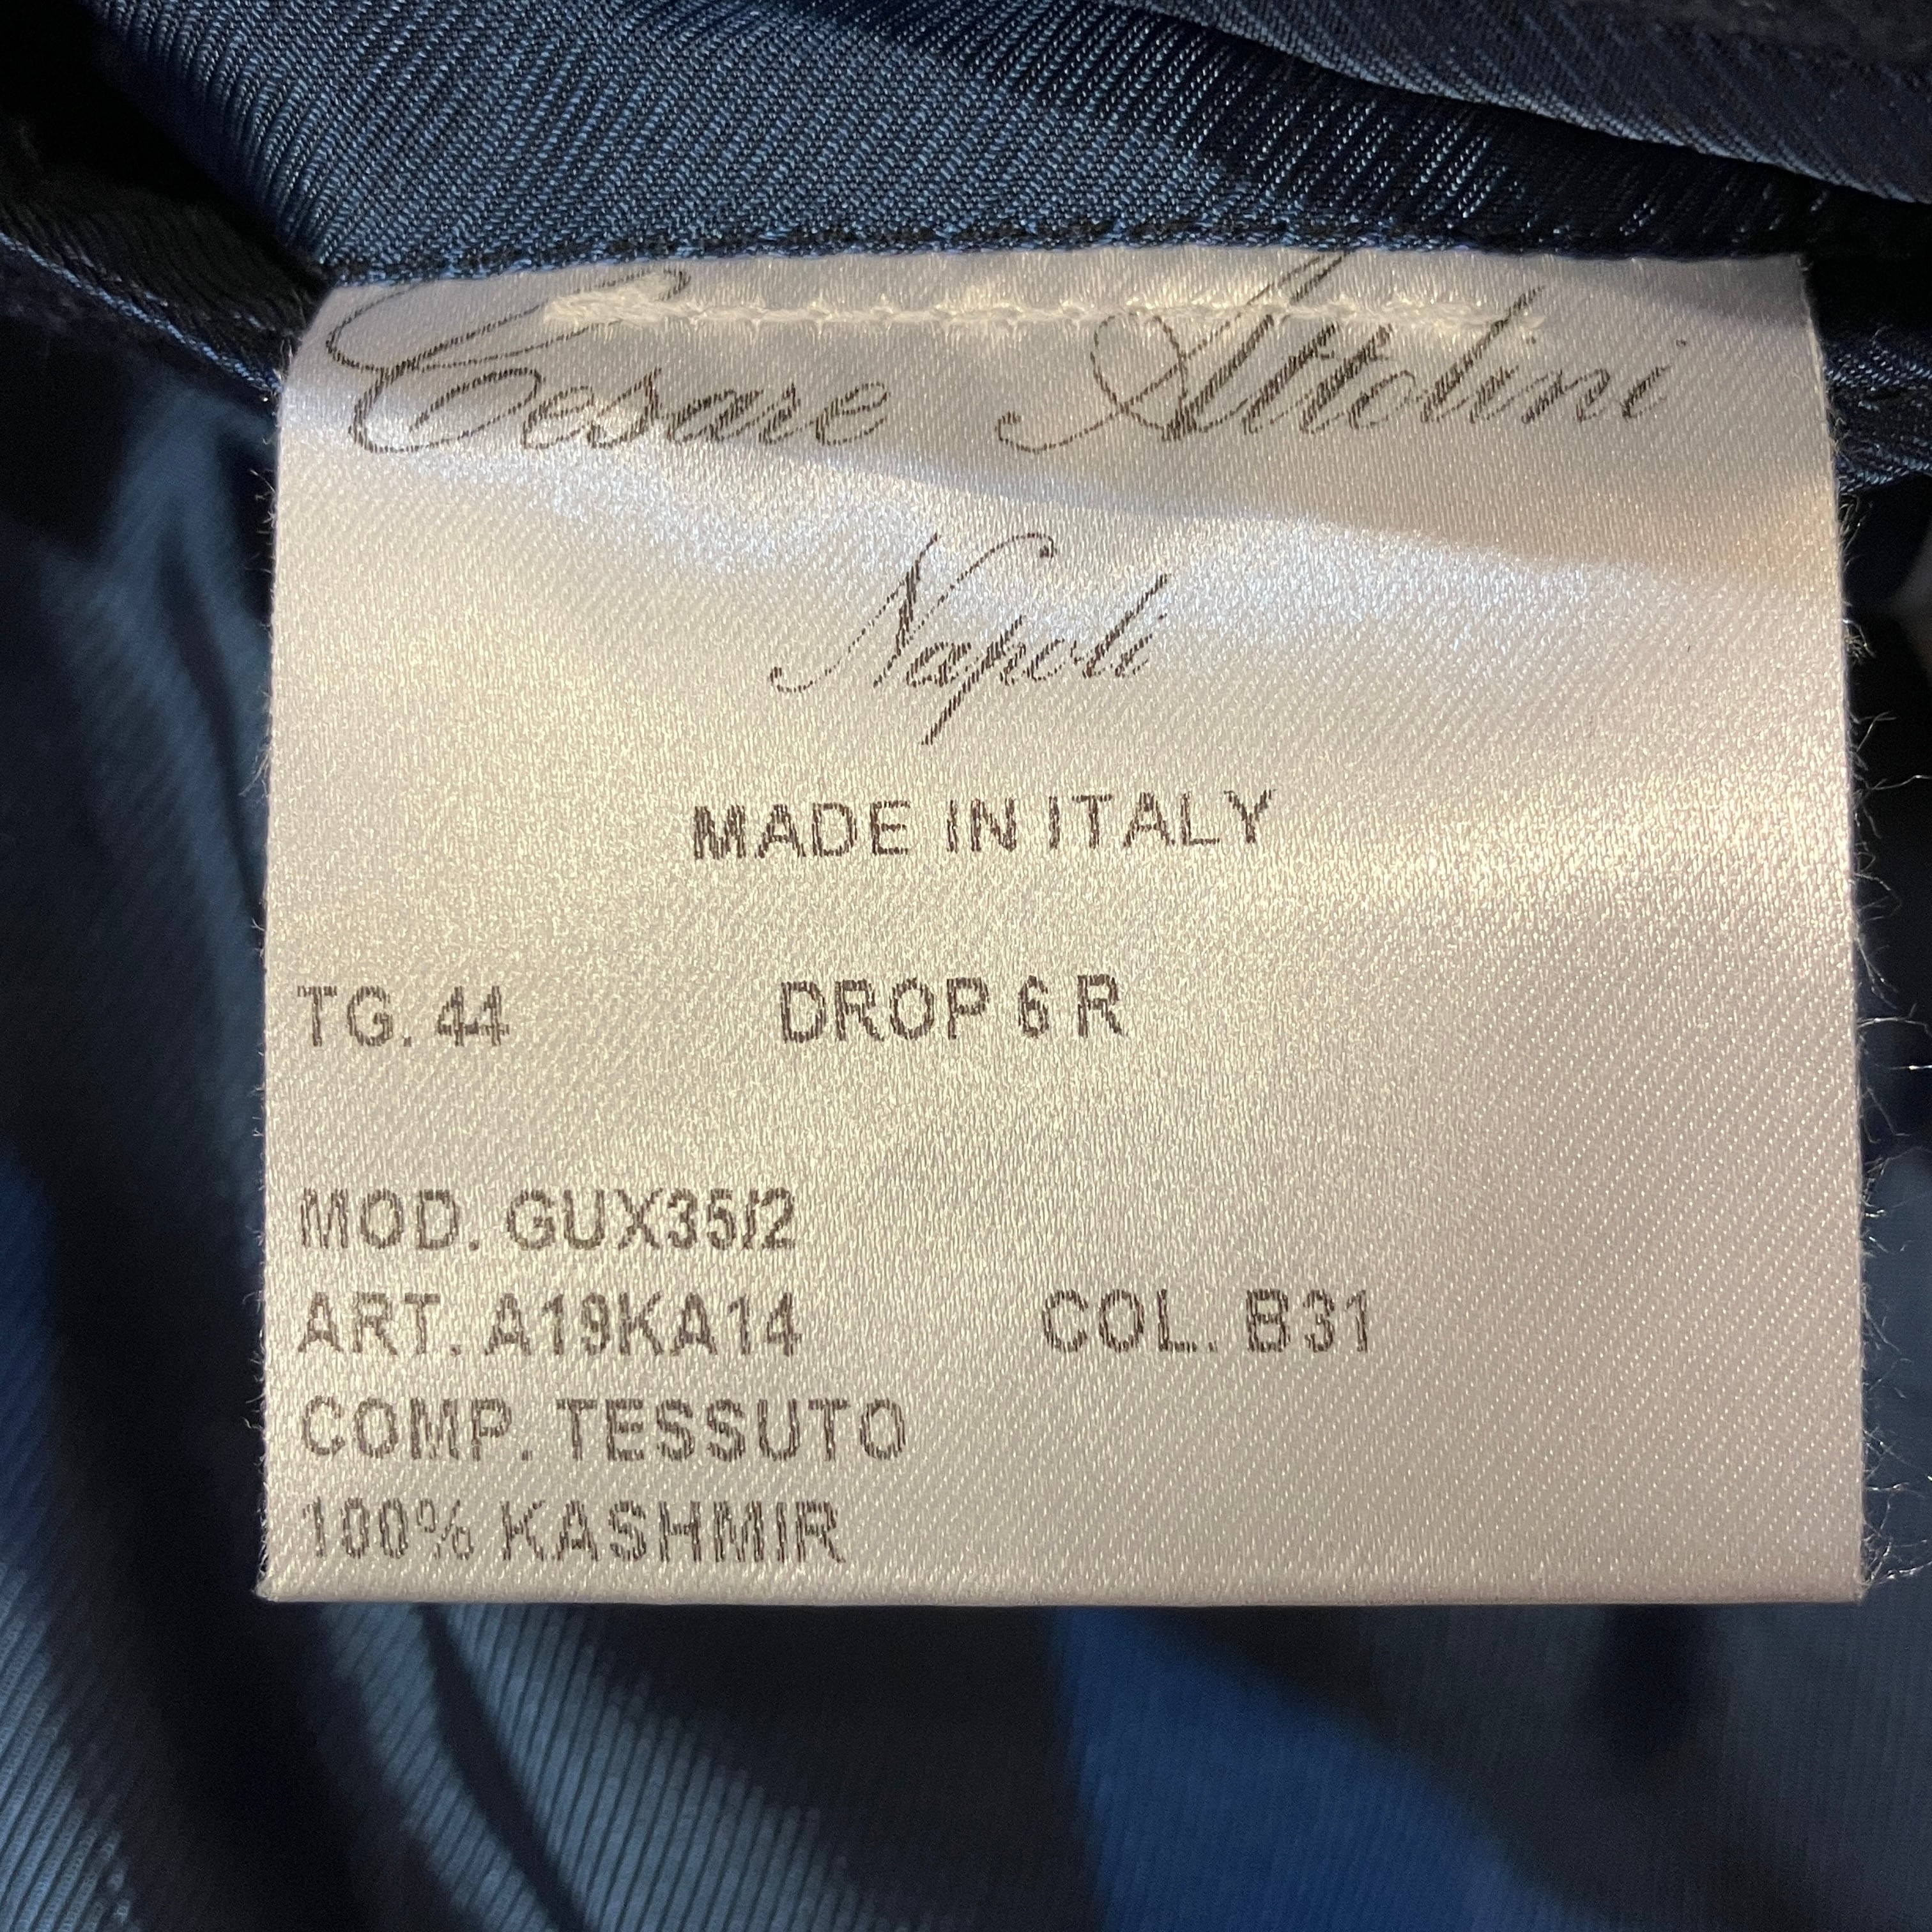 Cesare Attolini
Napoli
MADE IN ITALY
TG. 44 DROP 6 R
MOD. GUX35/2
ART. A19KA14 COL. B31
COMP. TESSUTO
100% KASHMIR